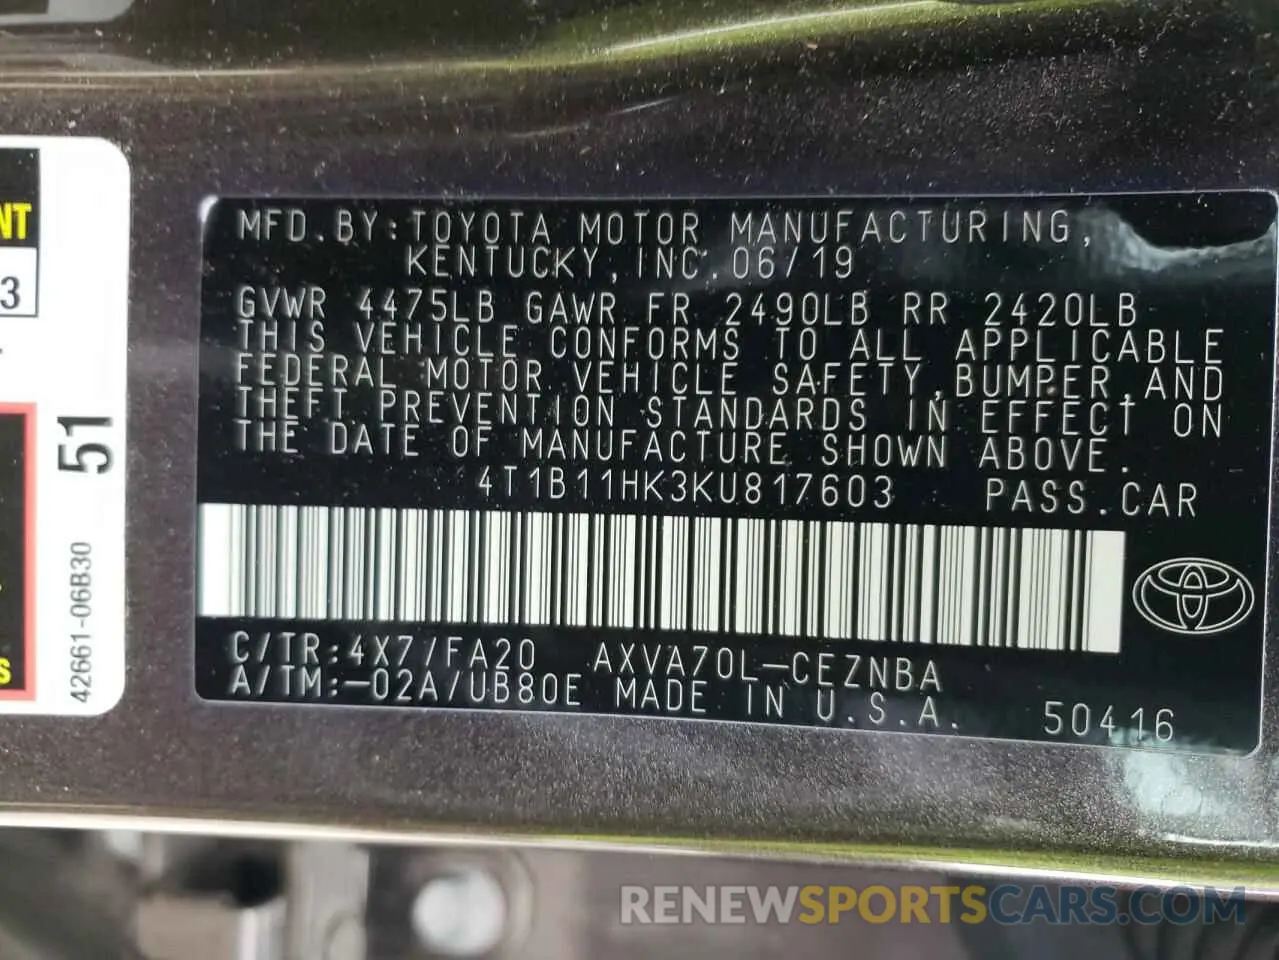 MFD.BY:TOYOTA MOTOR MANUFACTURING,
KENTUCKY, INC. 06/19
GVWR 4475LB GAWR FR 2490LB RR 2420LB
THIS VEHICLE CONFORMS TO ALL APPLICABLE
FEDERAL MOTOR VEHICLE SAFETY,BUMPER,AND
THEFT PREVENTION STANDARDS IN EFFECT ON
THE DATE OF MANUFACTURE SHOWN ABOVE.
4T1B11HK3KU817603 PASS.CAR
C/TR:4X7/FA20 AXVA70L-CEZNBA
A/TM:-02A/UB80E MADE IN U.S.A. 50416
NT
3
51
42661-06B30
S
RENEWSPORTSCARS.COM